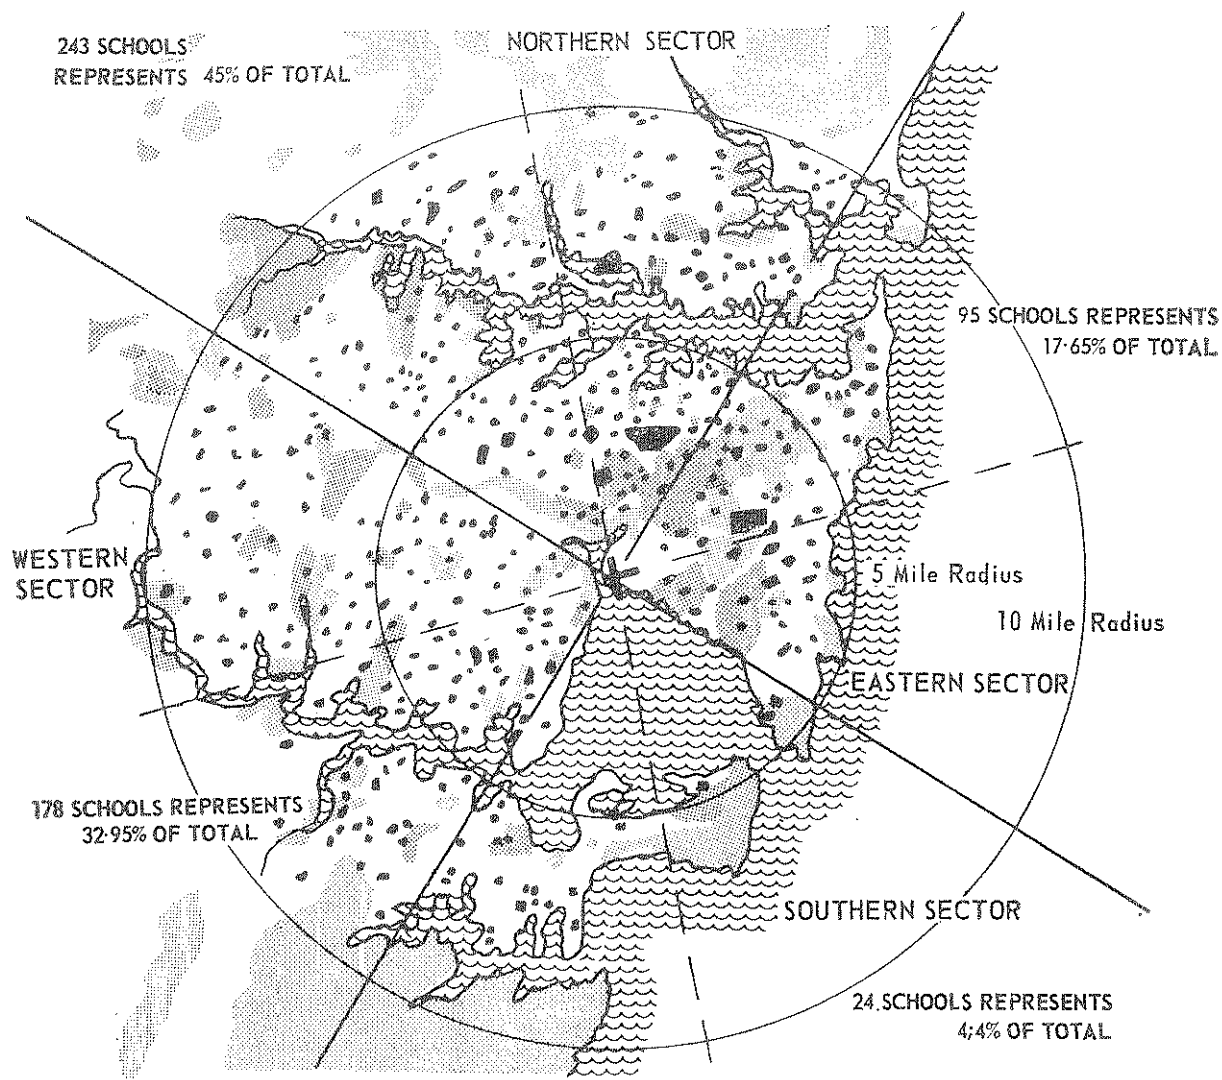 243 SCHOOLS
REPRESENTS 45% OF TOTAL
NORTHERN SECTOR
95 SCHOOLS REPRESENTS
17·65% OF TOTAL
WESTERN
SECTOR
5 Mile Radius
10 Mile Radius
EASTERN SECTOR
178 SCHOOLS REPRESENTS
32·95% OF TOTAL
SOUTHERN SECTOR
24.SCHOOLS REPRESENTS
4;4% OF TOTAL